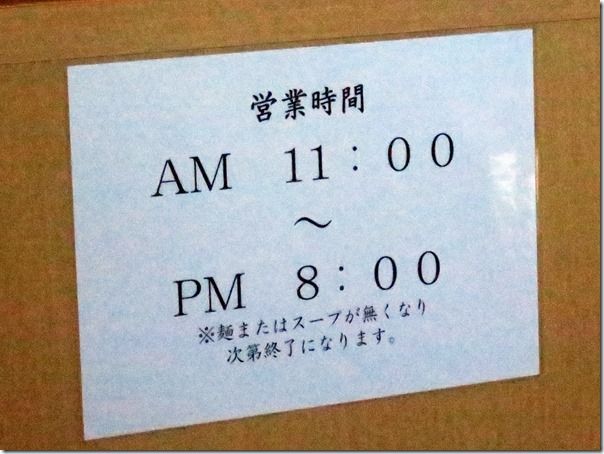 営業時間
AM 11：00
～
PM 8：00
※麺またはスープが無くなり
次第終了になります。